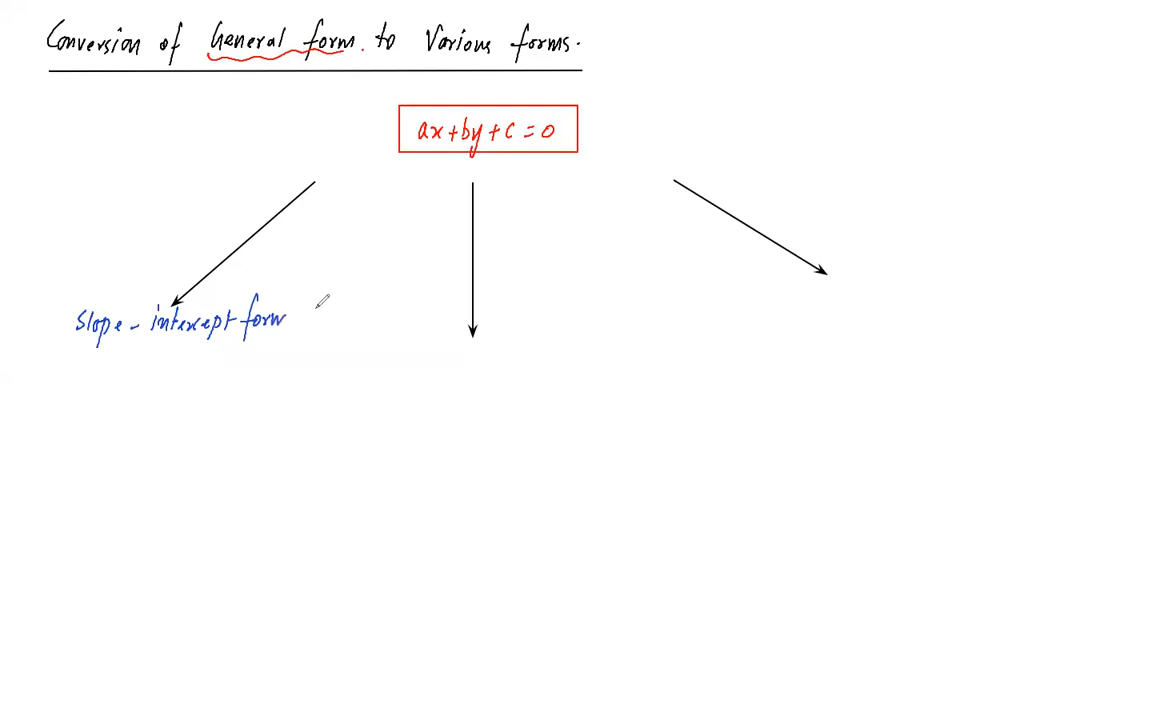 Conversion of General form. to Various forms.
ax+by+c=0
Slope - intercept form